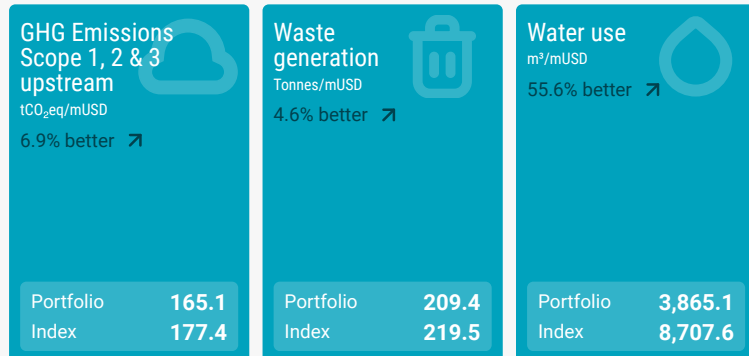 GHG Emissions
Scope 1, 2 & 3
upstream
tCO₂eq/mUSD
6.9% better
Portfolio 165.1
Index 177.4
Waste
generation
Tonnes/mUSD
4.6% better
Portfolio 209.4
Index 219.5
Water use
m³/mUSD
55.6% better
Portfolio 3,865.1
Index 8,707.6